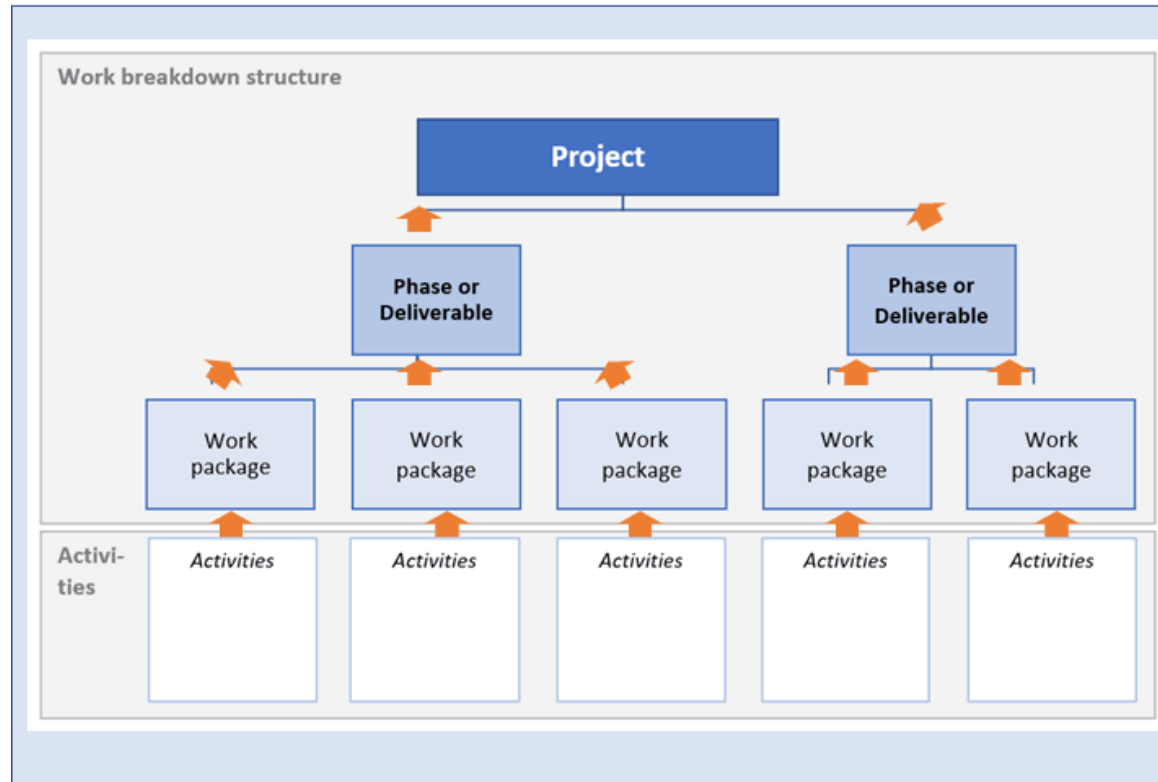 Work breakdown structure
Project
Phase or
Deliverable
Phase or
Deliverable
Work
package
Work
package
Work
package
Work
package
Work
package
Activi-
ties
Activities
Activities
Activities
Activities
Activities